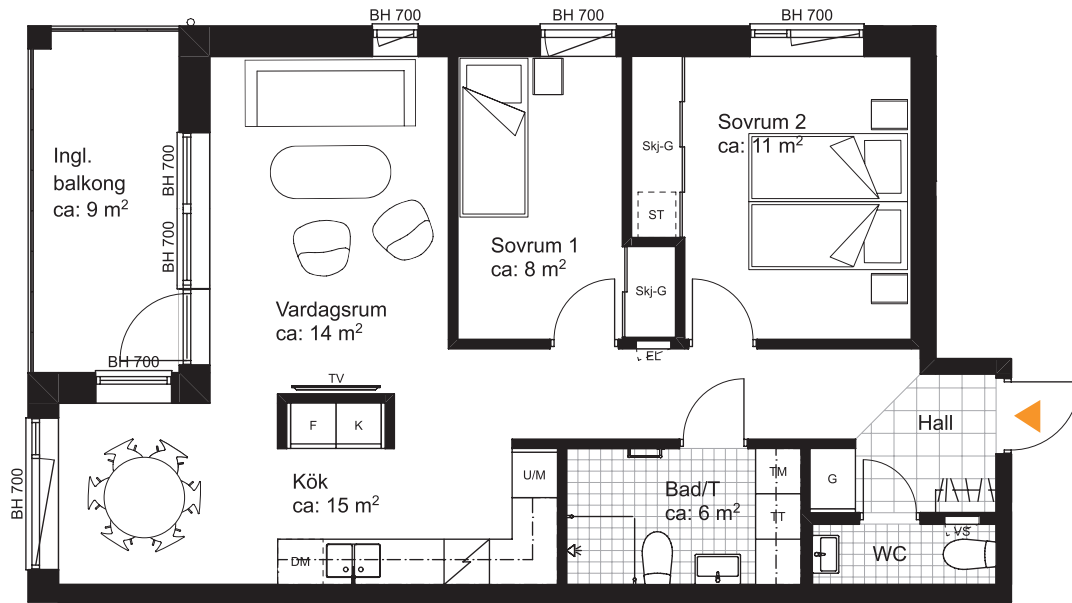 BH 700
BH 700
BH 700
Ingl.
balkong
ca: 9 m²
BH 700
BH 700
BH 700
Vardagsrum
ca: 14 m²
TV
Sovrum 1
ca: 8 m²
Skj-G
ST
Skj-G
EL
Sovrum 2
ca: 11 m²
F
K
BH 700
Kök
ca: 15 m²
U/M
DM
Bad/T
ca: 6 m²
TM
TT
G
Hall
WC
VS